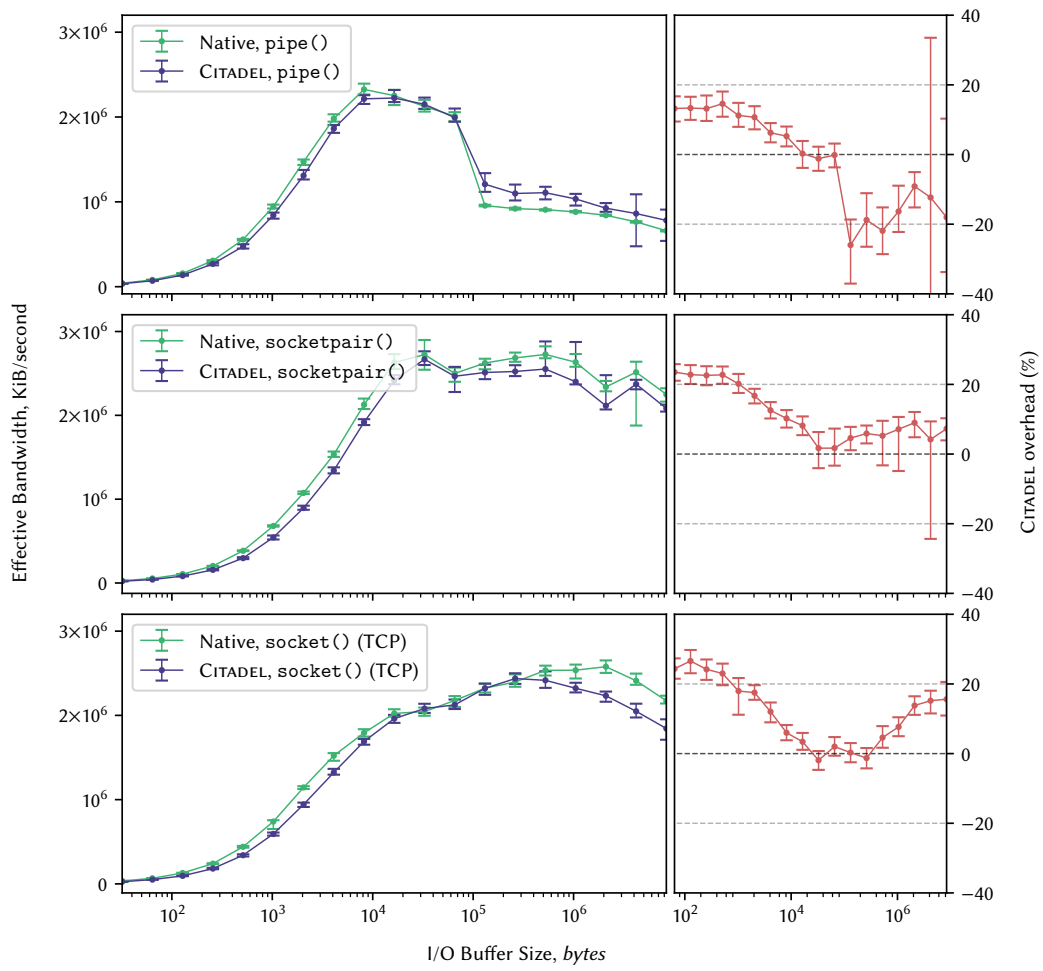 3×10⁶
2×10⁶
10⁶
0
Native, pipe()
CITADEL, pipe()
40
20
0
−20
−40
3×10⁶
2×10⁶
10⁶
0
Native, socketpair()
CITADEL, socketpair()
40
20
0
−20
−40
3×10⁶
2×10⁶
10⁶
0
Native, socket() (TCP)
CITADEL, socket() (TCP)
40
20
0
−20
−40
10² 10³ 10⁴ 10⁵ 10⁶
10² 10⁴ 10⁶
Effective Bandwidth, KiB/second
CITADEL overhead (%)
I/O Buffer Size, bytes